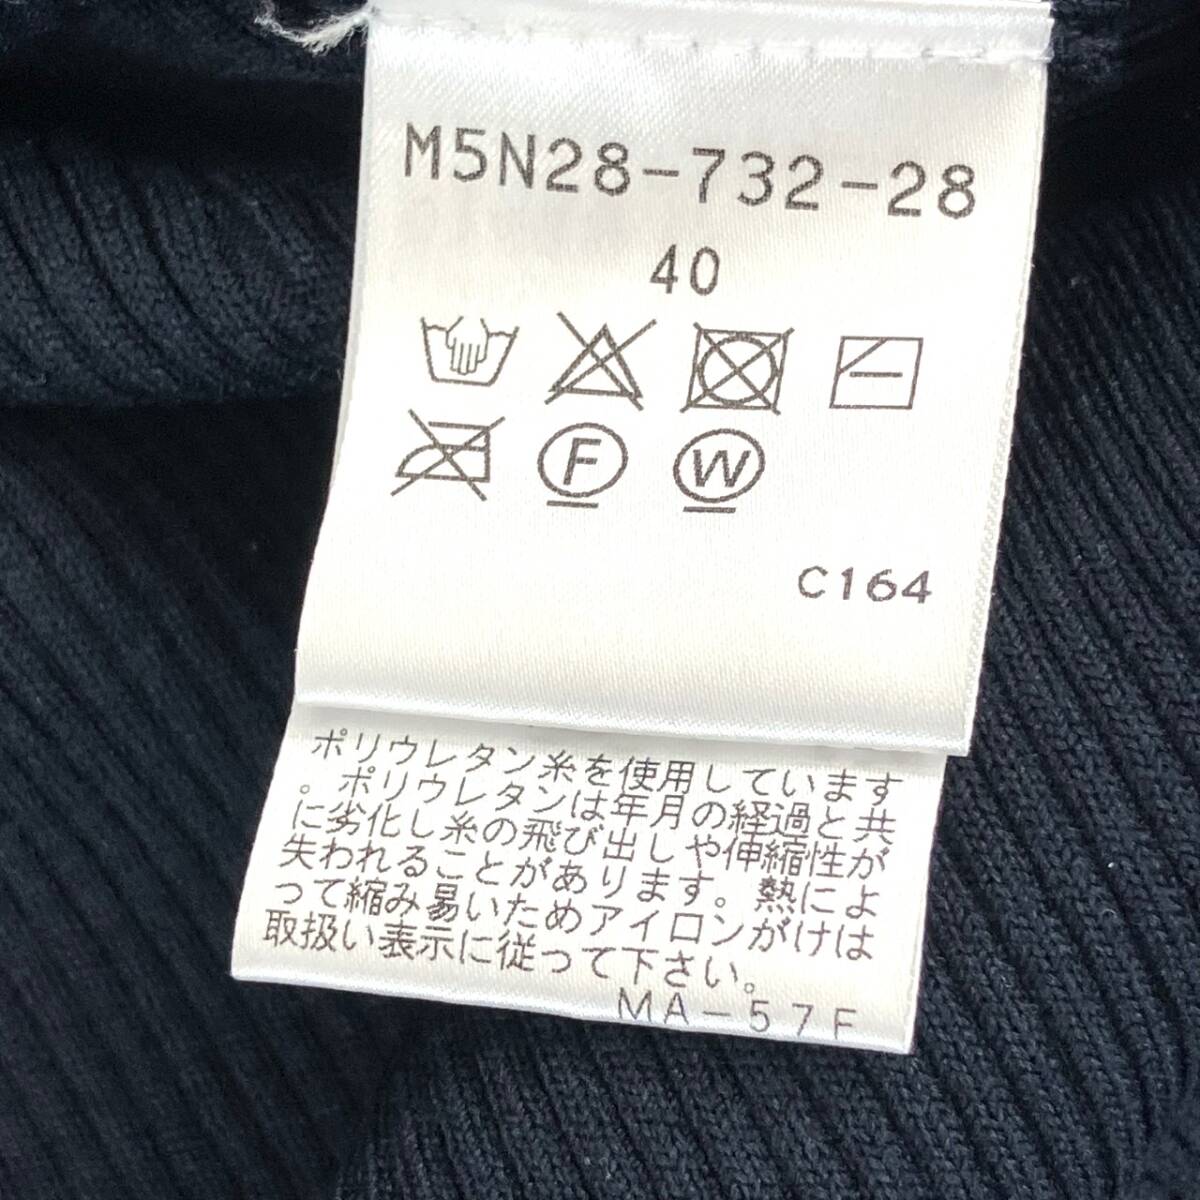 M5N28-732-28
40
F W
C164
ポリウレタン糸を使用しています
。ポリウレタンは年月の経過と共
に劣化し糸の飛び出しや伸縮性が
失われることがあります。熱によ
って縮み易いためアイロンがけは
取扱い表示に従って下さい。
MA-57F